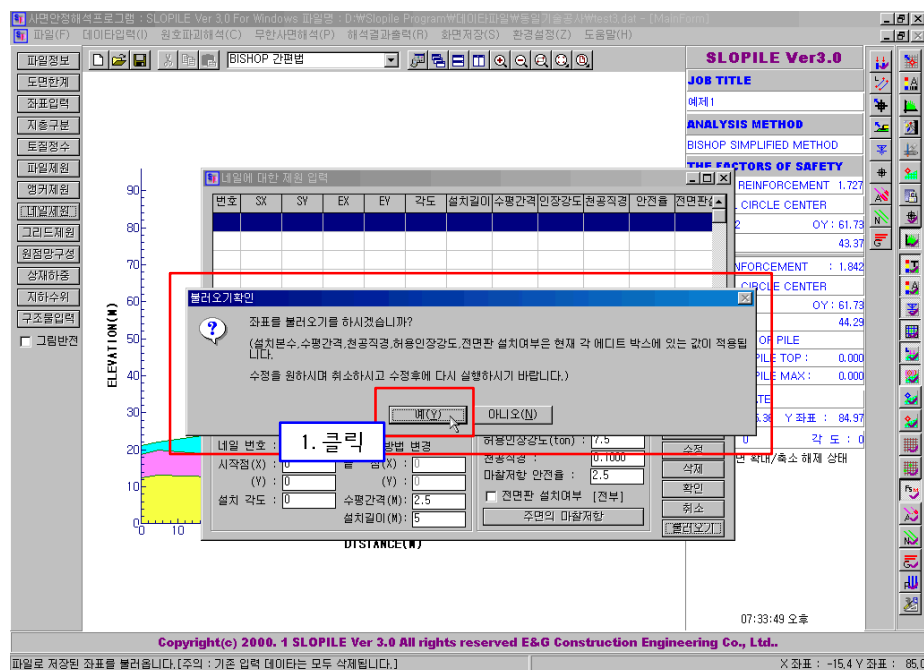 사면안정해석프로그램 : SLOPILE Ver 3.0 For Windows 파일명 : D:\Slopile Program\데이타파일\동일기술공사\test3.dat - [MainForm]
파일(F) 데이타입력(I) 원호파괴해석(C) 무한사면해석(P) 해석결과출력(R) 화면저장(S) 환경설정(Z) 도움말(H)
BISHOP 간편법
파일정보
도면한계
좌표입력
지층구분
토질정수
파일제원
앵커제원
네일제원
그리드제원
원점망구성
상재하중
지하수위
구조물입력
그림반전
ELEVATION(M)
90
80
70
60
50
40
30
20
10
0
0 10
DISTANCE(M)
네일에 대한 제원 입력
번호 SX SY EX EY 각도 설치길이 수평간격 인장강도 천공직경 안전율
불러오기확인
좌표를 불러오기를 하시겠습니까?
(설치본수,수평간격,천공직경,허용인장강도,전면판 설치여부은 현재 각 에디트 박스에 있는 값이 적용됩
니다.
수정을 원하시며 취소하시고 수정후에 다시 실행하시기 바랍니다.)
예(Y) 아니오(N)
1. 클릭
네일 번호 : 방법 변경
시작점(X) : 0 끝 점(X) : 0
(Y) : 0 (Y) : 0
설치 각도 : 0 수평간격(M): 2.5
설치길이(M): 5
허용인장강도(ton) : 7.5
천공직경 : 0.1000
마찰저항 안전율 : 2.5
전면판 설치여부 [전부]
주면의 마찰저항
수정
삭제
확인
취소
불러오기
SLOPILE Ver3.0
JOB TITLE
예제1
ANALYSIS METHOD
BISHOP SIMPLIFIED METHOD
THE FACTORS OF SAFETY
REINFORCEMENT 1.727
CIRCLE CENTER
OY : 61.73
43.37
: 1.842
CIRCLE CENTER
OY : 61.73
44.29
OF PILE
PILE TOP : 0.000
PILE MAX : 0.000
Y 좌표 : 84.97
0 각 도 : 0
면 확대/축소 해제 상태
07:33:49 오후
Copyright(c) 2000. 1 SLOPILE Ver 3.0 All rights reserved E&G Construction Engineering Co., Ltd..
파일로 저장된 좌표를 불러옵니다.[주의 : 기존 입력 데이타는 모두 삭제됩니다.]
X 좌표 : -15,4 Y 좌표 :